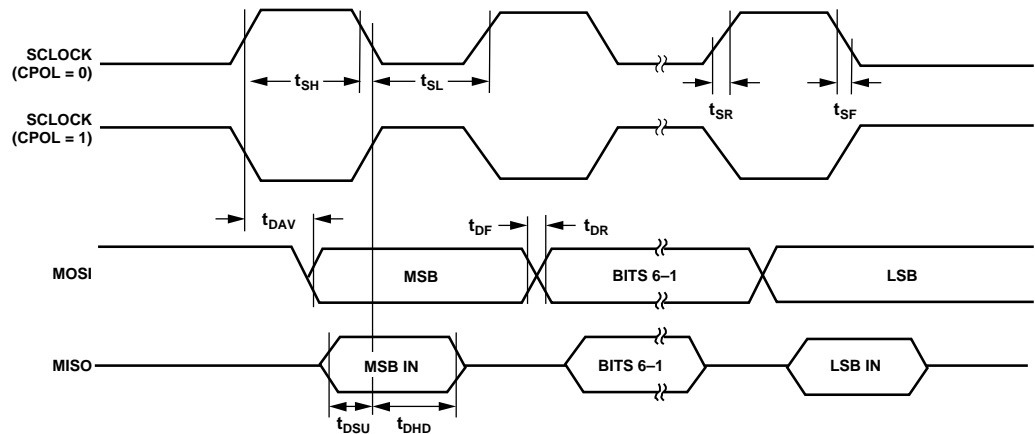 SCLOCK
(CPOL = 0)
tSH
tSL
tSR
tSF
SCLOCK
(CPOL = 1)
tDAV
tDF
tDR
MOSI
MSB
BITS 6–1
LSB
MISO
MSB IN
BITS 6–1
LSB IN
tDSU
tDHD